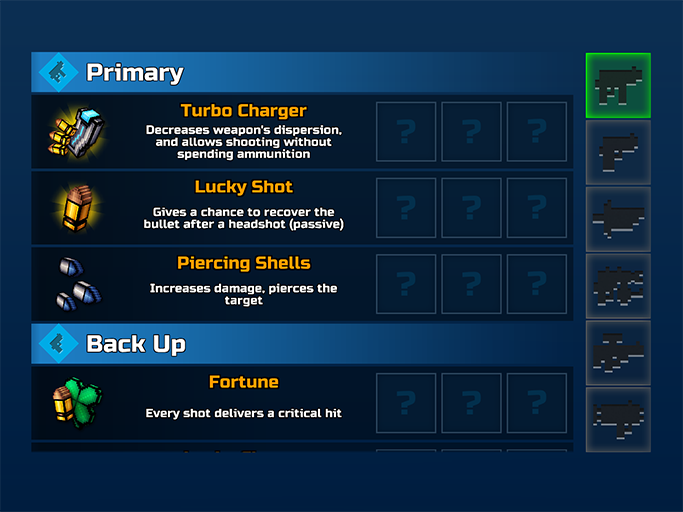 Primary
Turbo Charger
Decreases weapon's dispersion,
and allows shooting without
spending ammunition
? ? ?
Lucky Shot
Gives a chance to recover the
bullet after a headshot (passive)
? ? ?
Piercing Shells
Increases damage, pierces the
target
? ? ?
Back Up
Fortune
Every shot delivers a critical hit
? ? ?